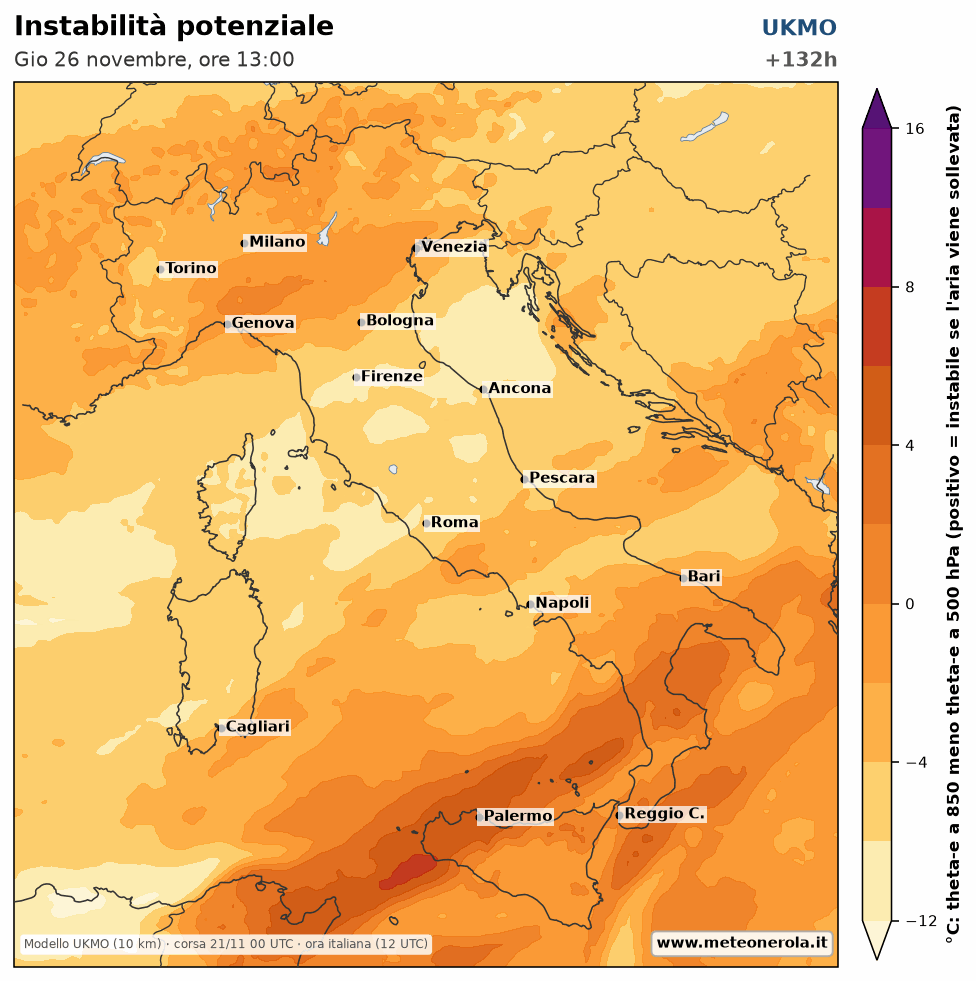 Instabilità potenziale
UKMO
Gio 26 novembre, ore 13:00
+132h
Milano
Venezia
Torino
Genova
Bologna
Firenze
Ancona
Pescara
Roma
Bari
Napoli
Cagliari
Palermo
Reggio C.
16
8
4
0
−4
−12
°C: theta-e a 850 meno theta-e a 500 hPa (positivo = instabile se l'aria viene sollevata)
Modello UKMO (10 km) · corsa 21/11 00 UTC · ora italiana (12 UTC)
www.meteonerola.it